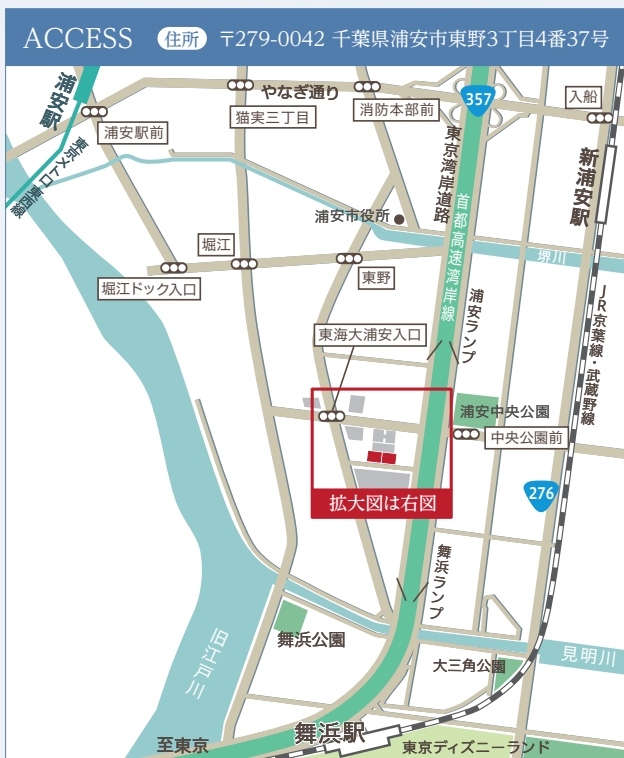 ACCESS 住所 〒279-0042 千葉県浦安市東野3丁目4番37号
浦安駅
やなぎ通り
357
入船
浦安駅前
猫実三丁目
消防本部前
東京メトロ東西線
東京湾岸道路
新浦安駅
浦安市役所
首都高速湾岸線
堀江
境川
東野
堀江ドック入口
浦安ランプ
JR京葉線・武蔵野線
東海大浦安入口
浦安中央公園
中央公園前
276
拡大図は右図
舞浜ランプ
旧江戸川
舞浜公園
見明川
大三角公園
舞浜駅
至東京
東京ディズニーランド